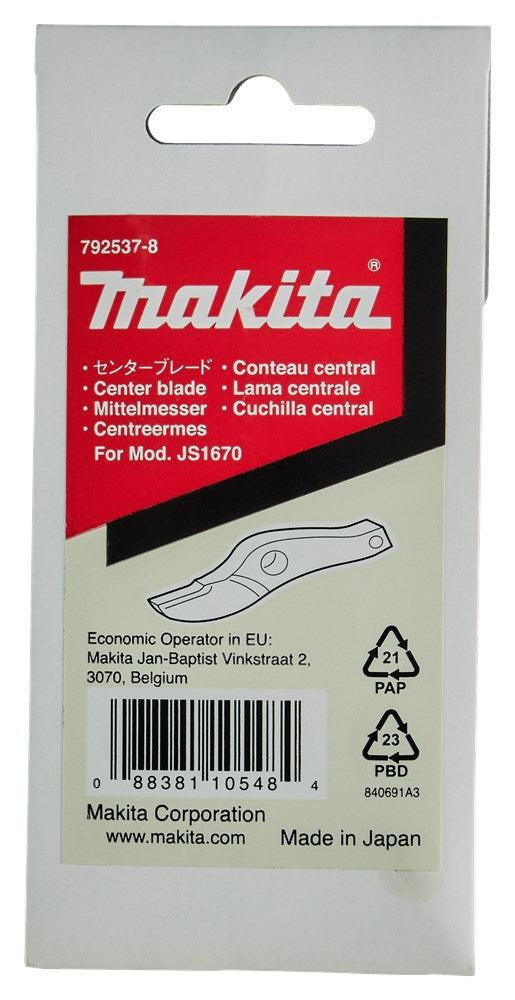 792537-8
makita®
・センターブレード ・Conteau central
・Center blade ・Lama centrale
・Mittelmesser ・Cuchilla central
・Centreermes
For Mod. JS1670
Economic Operator in EU:
Makita Jan-Baptist Vinkstraat 2,
3070, Belgium
21
PAP
23
PBD
840691A3
0 88381 10548 4
Makita Corporation
www.makita.com
Made in Japan